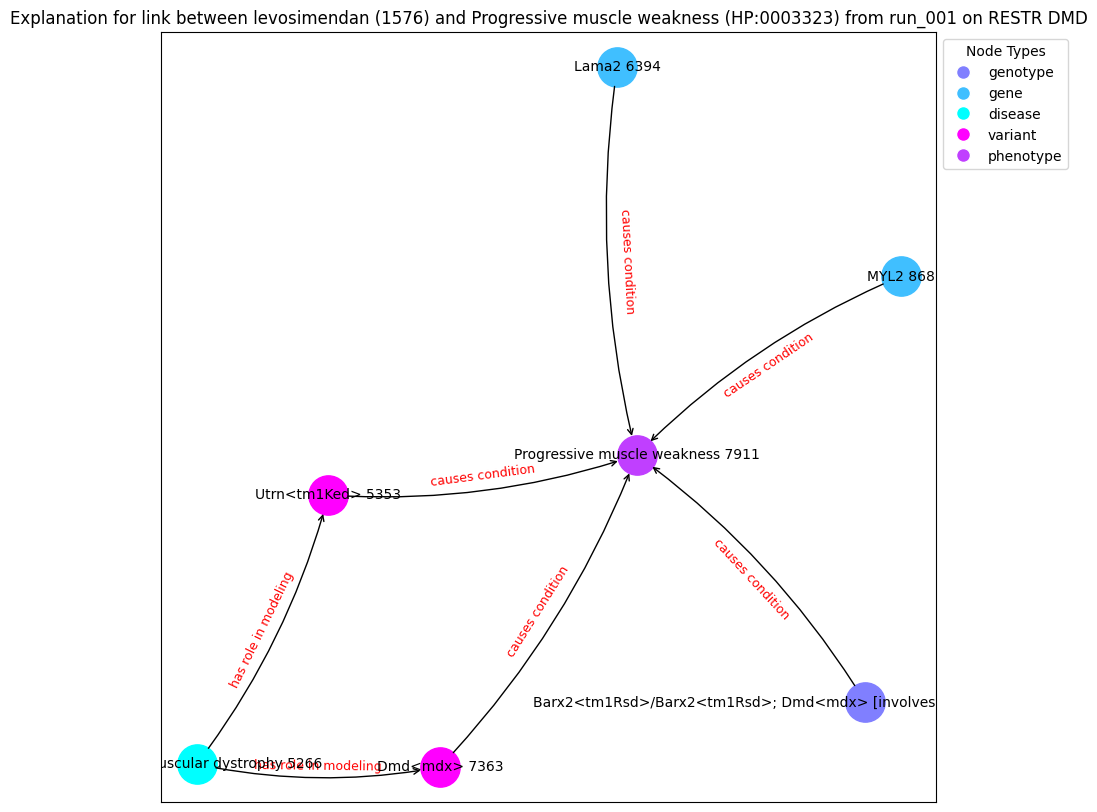 Explanation for link between levosimendan (1576) and Progressive muscle weakness (HP:0003323) from run_001 on RESTR DMD
Node Types
genotype
gene
disease
variant
phenotype
Lama2 6394
causes condition
MYL2 868
causes condition
Progressive muscle weakness 7911
causes condition
Utrn<tm1Ked> 5353
causes condition
causes condition
has role in modeling
Barx2<tm1Rsd>/Barx2<tm1Rsd>; Dmd<mdx> [involves
uscular dystrophy 5266
has role in modeling
Dmd<mdx> 7363